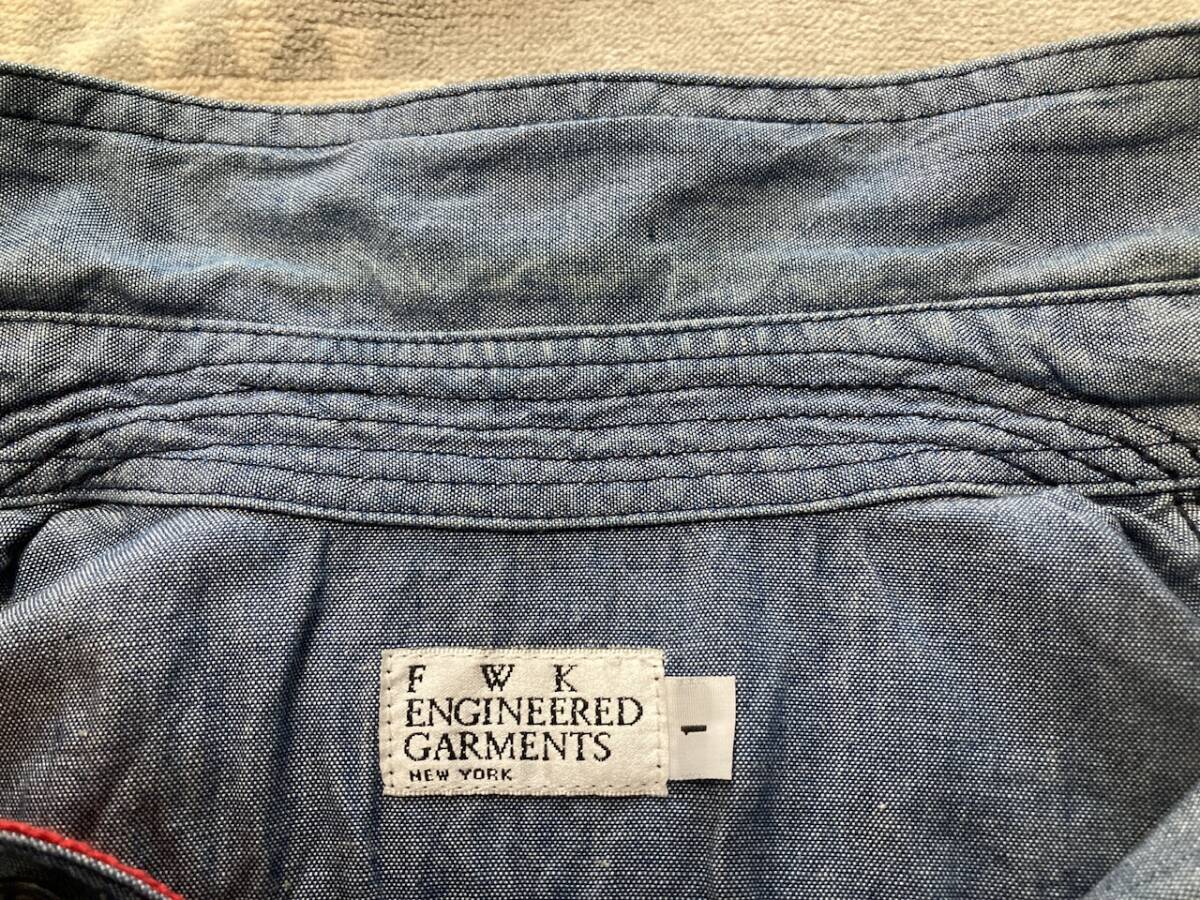 F W K
ENGINEERED
GARMENTS
NEW YORK
1